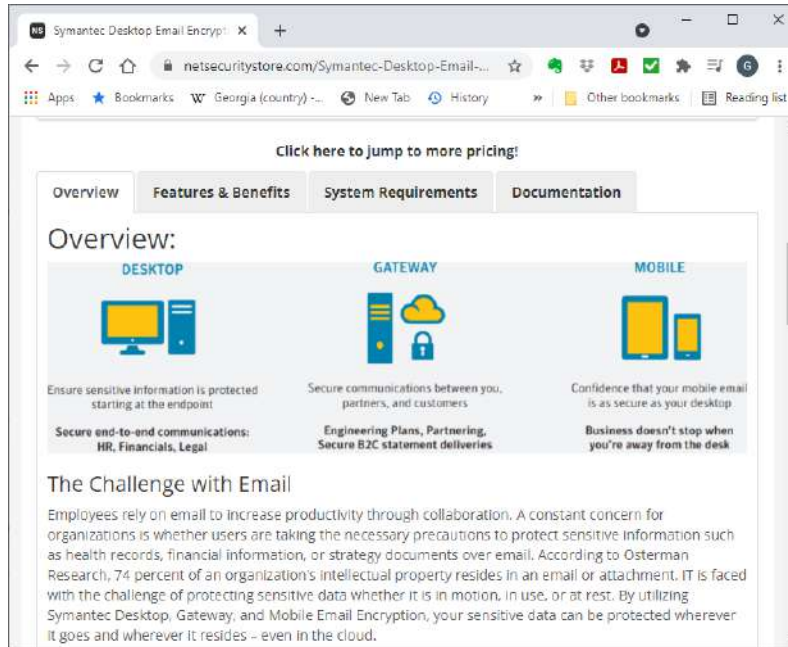 NS Symantec Desktop Email Encrypt
netsecuritystore.com/Symantec-Desktop-Email-...
G
Apps Bookmarks W Georgia (country) -... New Tab History » Other bookmarks Reading list
Click here to jump to more pricing!
Overview Features & Benefits System Requirements Documentation
Overview:
DESKTOP GATEWAY MOBILE
Ensure sensitive information is protected Secure communications between you, Confidence that your mobile email
starting at the endpoint partners, and customers is as secure as your desktop
Secure end-to-end communications: Engineering Plans, Partnering, Business doesn't stop when
HR, Financials, Legal Secure B2C statement deliveries you're away from the desk
The Challenge with Email
Employees rely on email to increase productivity through collaboration. A constant concern for
organizations is whether users are taking the necessary precautions to protect sensitive information such
as health records, financial information, or strategy documents over email. According to Osterman
Research, 74 percent of an organization's intellectual property resides in an email or attachment. IT is faced
with the challenge of protecting sensitive data whether it is in motion, in use, or at rest. By utilizing
Symantec Desktop, Gateway, and Mobile Email Encryption, your sensitive data can be protected wherever
it goes and wherever it resides – even in the cloud.